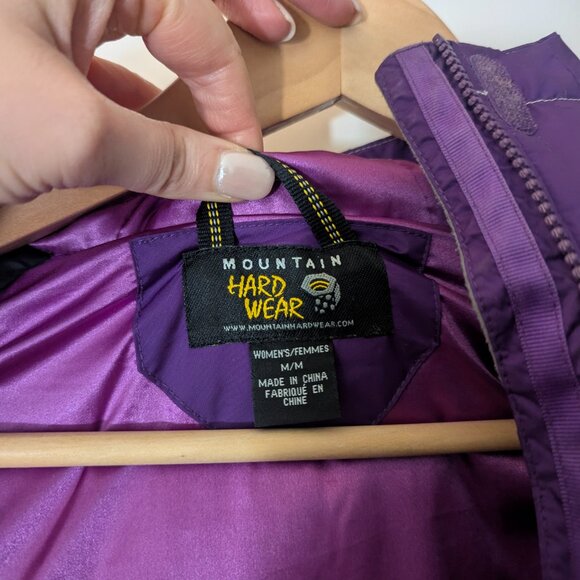 MOUNTAIN
HARD
WEAR
WWW.MOUNTAINHARDWEAR.COM
WOMEN'S/FEMMES
M/M
MADE IN CHINA
FABRIQUÉ EN
CHINE